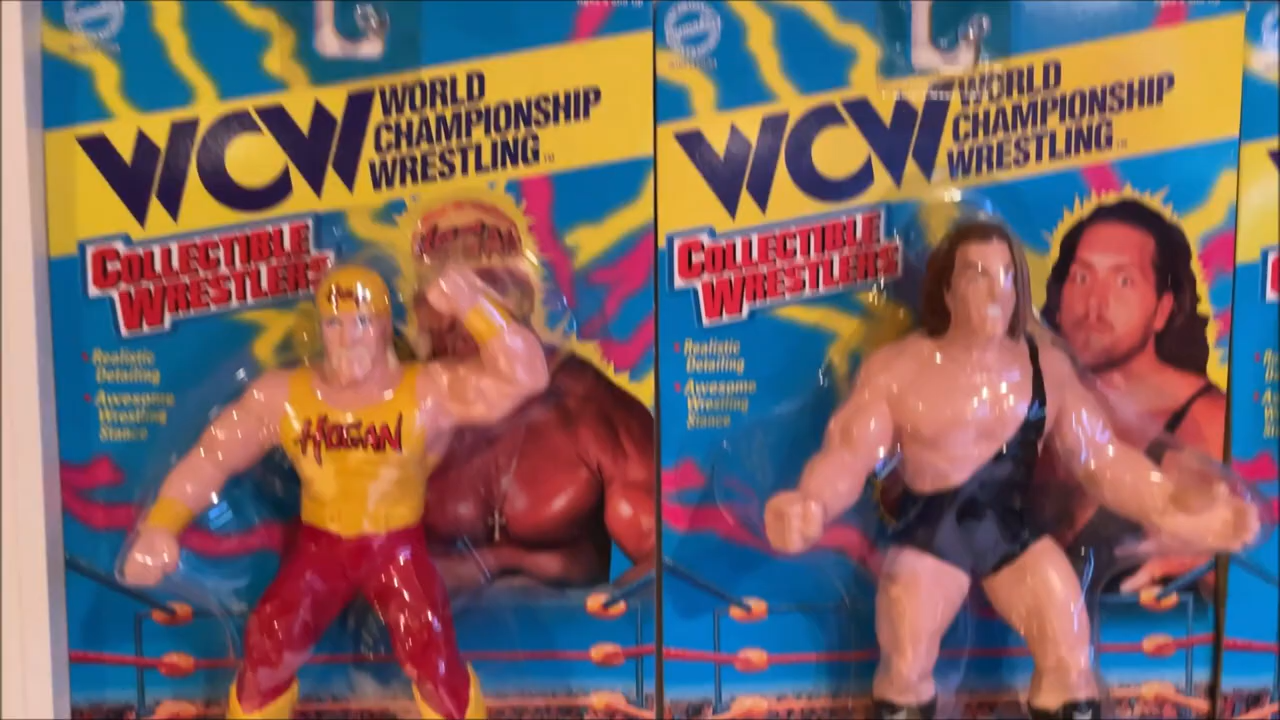 WCW WORLD
CHAMPIONSHIP
WRESTLING
COLLECTIBLE
WRESTLERS
• Realistic
Detailing
• Awesome
Wrestling
Stance
HOGAN
WCW WORLD
CHAMPIONSHIP
WRESTLING
COLLECTIBLE
WRESTLERS
• Realistic
Detailing
• Awesome
Wrestling
Stance